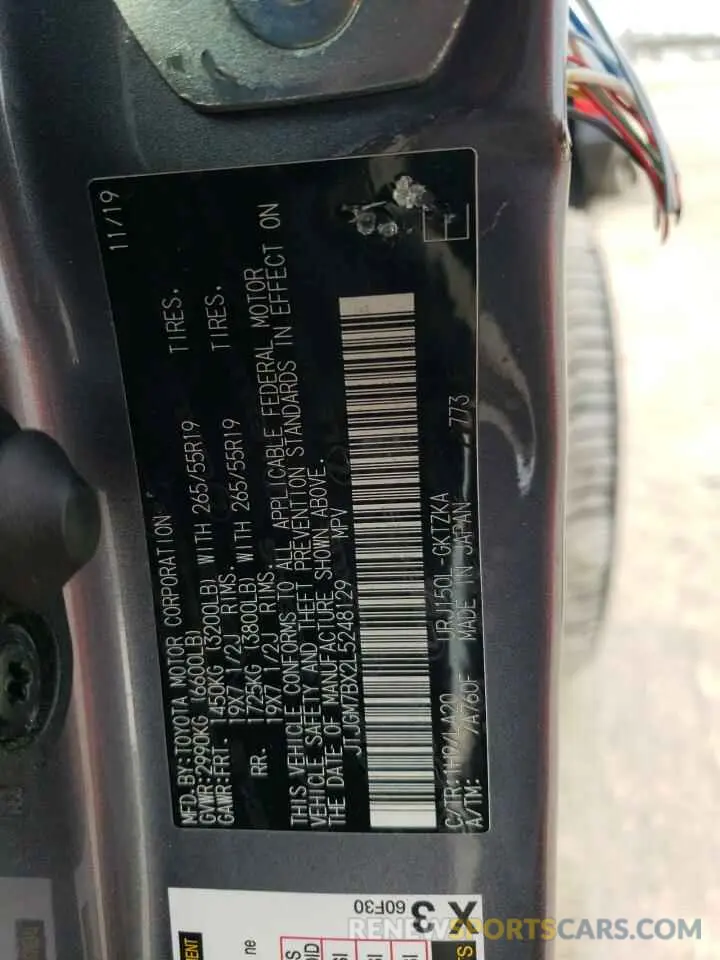 11/19
MFD.BY:TOYOTA MOTOR CORPORATION
GVWR:2990KG (6600LB)
GAWR:FRT. 1450KG (3200LB) WITH 265/55R19 TIRES.
19X7 1/2J RIMS.
RR. 1725KG (3800LB) WITH 265/55R19 TIRES.
19X7 1/2J RIMS.
THIS VEHICLE CONFORMS TO ALL APPLICABLE FEDERAL MOTOR
VEHICLE SAFETY AND THEFT PREVENTION STANDARDS IN EFFECT ON
THE DATE OF MANUFACTURE SHOWN ABOVE.
JTJGM7BX2L5248129 MPV
C/TR:1H9/LA20 URJ150L-GKTZKA
A/TM: /A760F MADE IN JAPAN 773
X 3
60F30
ne
RENEWSPORTSCARS.COM